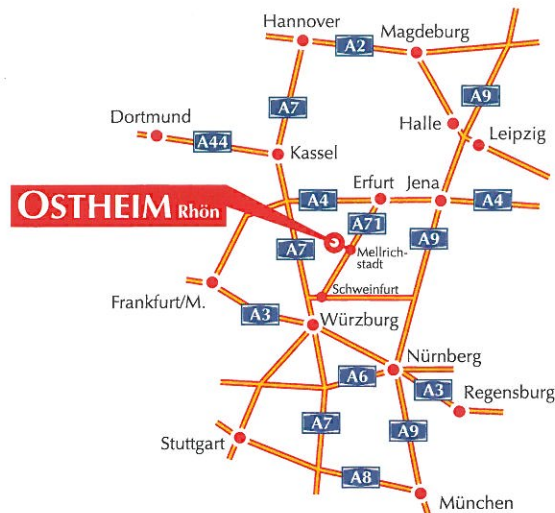 Hannover
Magdeburg
A2
A7
A9
Dortmund
Halle
Leipzig
A44
Kassel
Erfurt
Jena
OSTHEIM Rhön
A4
A4
A71
A7
A9
Mellrich-
stadt
Schweinfurt
Frankfurt/M.
A3
Würzburg
Nürnberg
A6
A3
Regensburg
A7
A9
Stuttgart
A8
München